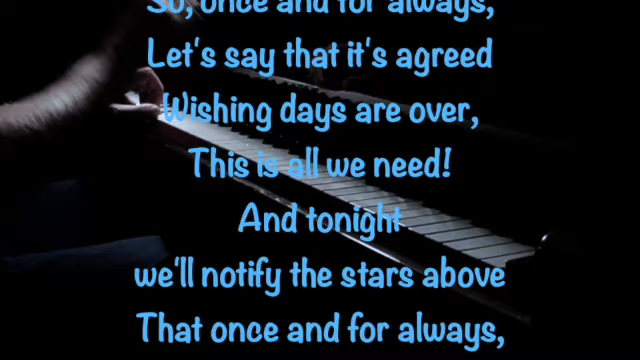 So, once and for always,
Let's say that it's agreed
Wishing days are over,
This is all we need!
And tonight
we'll notify the stars above
That once and for always,